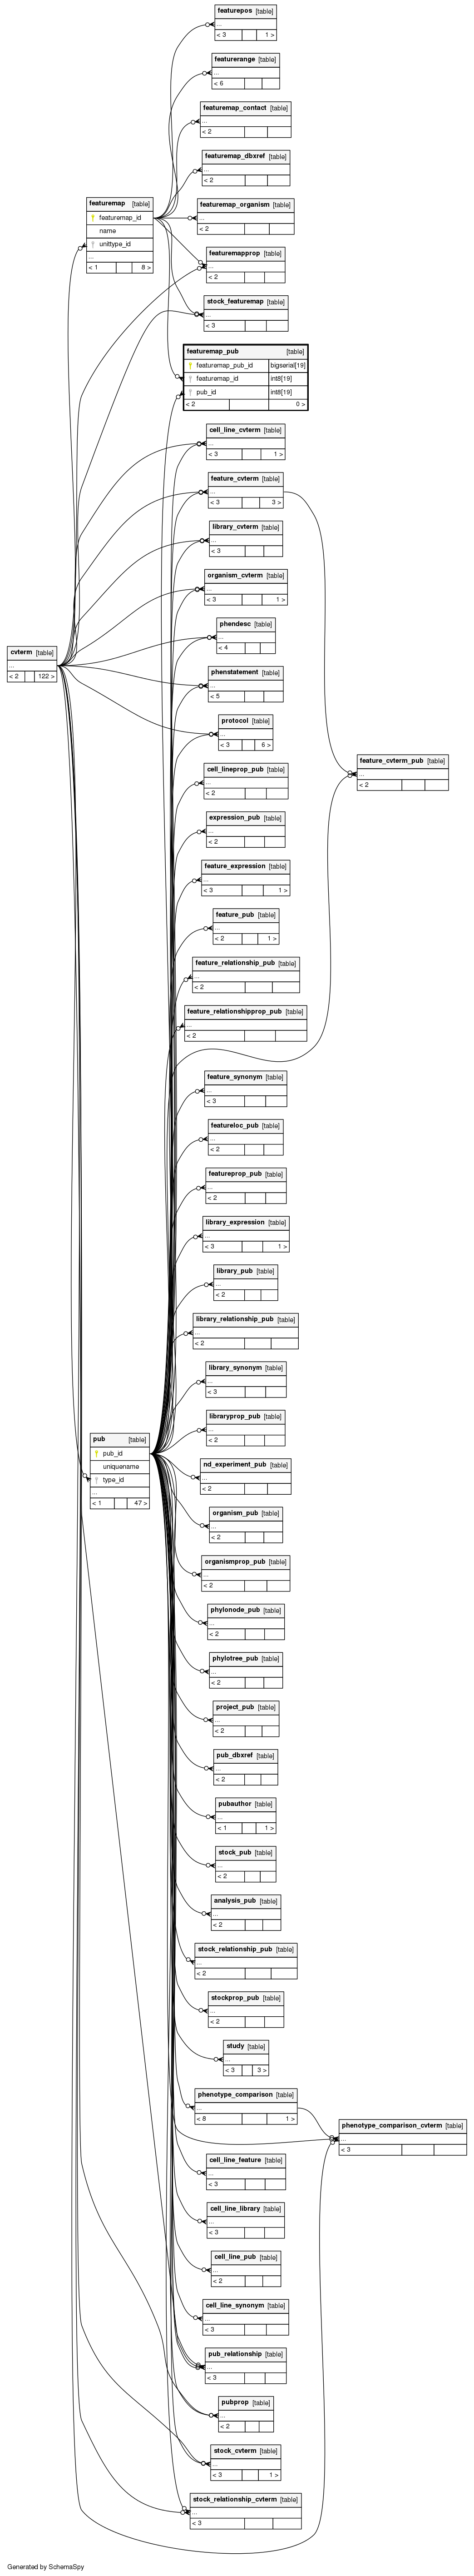 featurepos [table]
...
< 3 1 >
featurerange [table]
...
< 6
featuremap_contact [table]
...
< 2
featuremap_dbxref [table]
...
< 2
featuremap [table]
featuremap_id
name
unittype_id
...
< 1 8 >
featuremap_organism [table]
...
< 2
featuremapprop [table]
...
< 2
stock_featuremap [table]
...
< 3
featuremap_pub [table]
featuremap_pub_id bigserial[19]
featuremap_id int8[19]
pub_id int8[19]
< 2 0 >
cell_line_cvterm [table]
...
< 3 1 >
feature_cvterm [table]
...
< 3 3 >
library_cvterm [table]
...
< 3
organism_cvterm [table]
...
< 3 1 >
phendesc [table]
...
< 4
cvterm [table]
...
< 2 122 >
phenstatement [table]
...
< 5
protocol [table]
...
< 3 6 >
feature_cvterm_pub [table]
...
< 2
cell_lineprop_pub [table]
...
< 2
expression_pub [table]
...
< 2
feature_expression [table]
...
< 3 1 >
feature_pub [table]
...
< 2 1 >
feature_relationship_pub [table]
...
< 2
feature_relationshipprop_pub [table]
...
< 2
feature_synonym [table]
...
< 3
featureloc_pub [table]
...
< 2
featureprop_pub [table]
...
< 2
library_expression [table]
...
< 3 1 >
library_pub [table]
...
< 2
library_relationship_pub [table]
...
< 2
library_synonym [table]
...
< 3
libraryprop_pub [table]
...
< 2
pub [table]
pub_id
uniquename
type_id
...
< 1 47 >
nd_experiment_pub [table]
...
< 2
organism_pub [table]
...
< 2
organismprop_pub [table]
...
< 2
phylonode_pub [table]
...
< 2
phylotree_pub [table]
...
< 2
project_pub [table]
...
< 2
pub_dbxref [table]
...
< 2
pubauthor [table]
...
< 1 1 >
stock_pub [table]
...
< 2
analysis_pub [table]
...
< 2
stock_relationship_pub [table]
...
< 2
stockprop_pub [table]
...
< 2
study [table]
...
< 3 3 >
phenotype_comparison [table]
...
< 8 1 >
phenotype_comparison_cvterm [table]
...
< 3
cell_line_feature [table]
...
< 3
cell_line_library [table]
...
< 3
cell_line_pub [table]
...
< 2
cell_line_synonym [table]
...
< 3
pub_relationship [table]
...
< 3
pubprop [table]
...
< 2
stock_cvterm [table]
...
< 3 1 >
stock_relationship_cvterm [table]
...
< 3
Generated by SchemaSpy